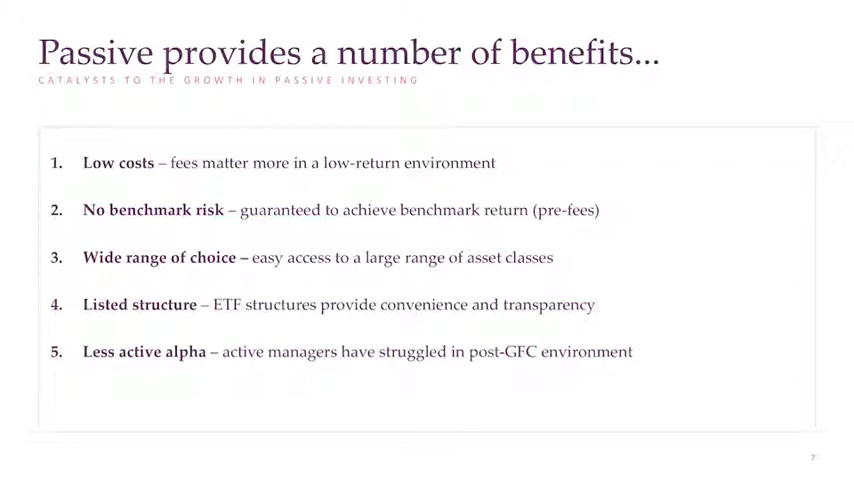 Passive provides a number of benefits...
CATALYSTS TO THE GROWTH IN PASSIVE INVESTING
1. Low costs – fees matter more in a low-return environment
2. No benchmark risk – guaranteed to achieve benchmark return (pre-fees)
3. Wide range of choice – easy access to a large range of asset classes
4. Listed structure – ETF structures provide convenience and transparency
5. Less active alpha – active managers have struggled in post-GFC environment
7